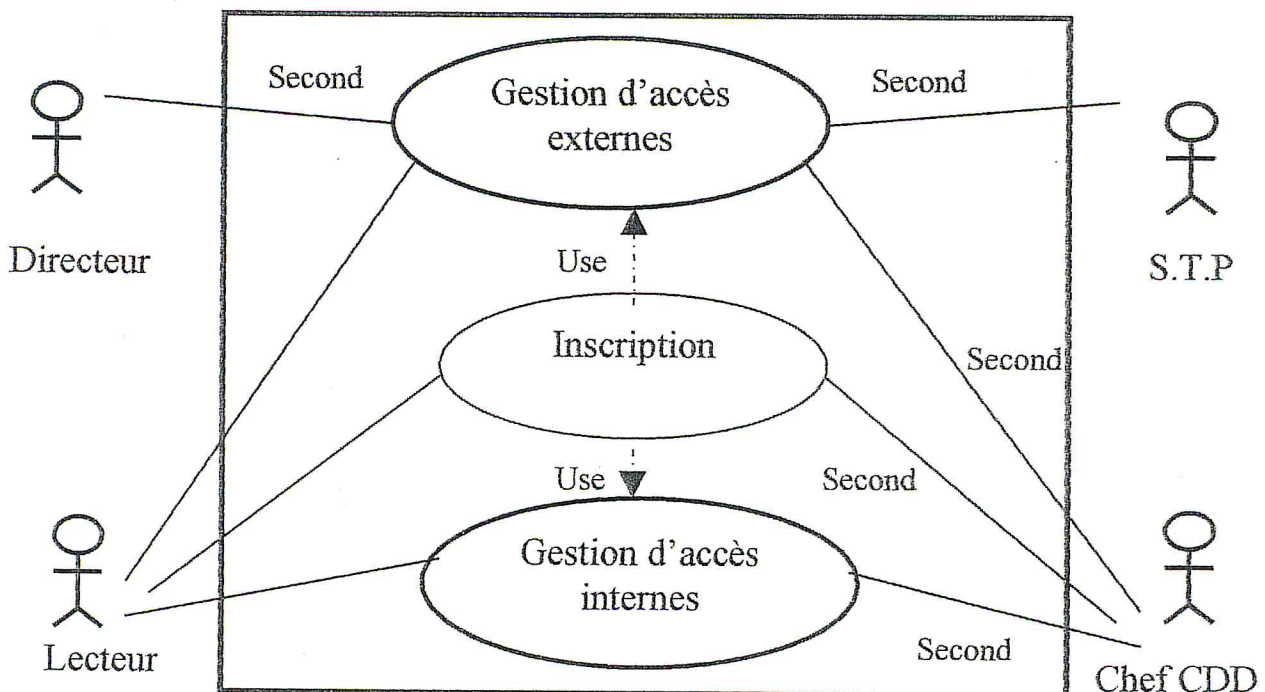 Second
Gestion d'accès
externes
Second
Directeur
S.T.P
Use
Inscription
Second
Use
Second
Gestion d'accès
internes
Lecteur
Second
Chef CDD